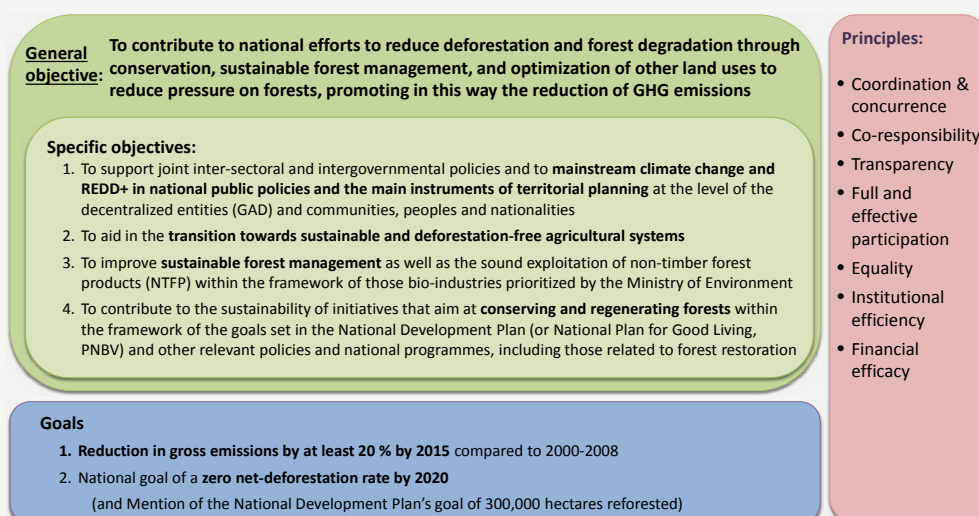 General objective: To contribute to national efforts to reduce deforestation and forest degradation through
conservation, sustainable forest management, and optimization of other land uses to
reduce pressure on forests, promoting in this way the reduction of GHG emissions
Specific objectives:
1. To support joint inter-sectoral and intergovernmental policies and to mainstream climate change and
REDD+ in national public policies and the main instruments of territorial planning at the level of the
decentralized entities (GAD) and communities, peoples and nationalities
2. To aid in the transition towards sustainable and deforestation-free agricultural systems
3. To improve sustainable forest management as well as the sound exploitation of non-timber forest
products (NTFP) within the framework of those bio-industries prioritized by the Ministry of Environment
4. To contribute to the sustainability of initiatives that aim at conserving and regenerating forests within
the framework of the goals set in the National Development Plan (or National Plan for Good Living,
PNBV) and other relevant policies and national programmes, including those related to forest restoration
Goals
1. Reduction in gross emissions by at least 20 % by 2015 compared to 2000-2008
2. National goal of a zero net-deforestation rate by 2020
(and Mention of the National Development Plan's goal of 300,000 hectares reforested)
Principles:
• Coordination &
concurrence
• Co-responsibility
• Transparency
• Full and
effective
participation
• Equality
• Institutional
efficiency
• Financial
efficacy